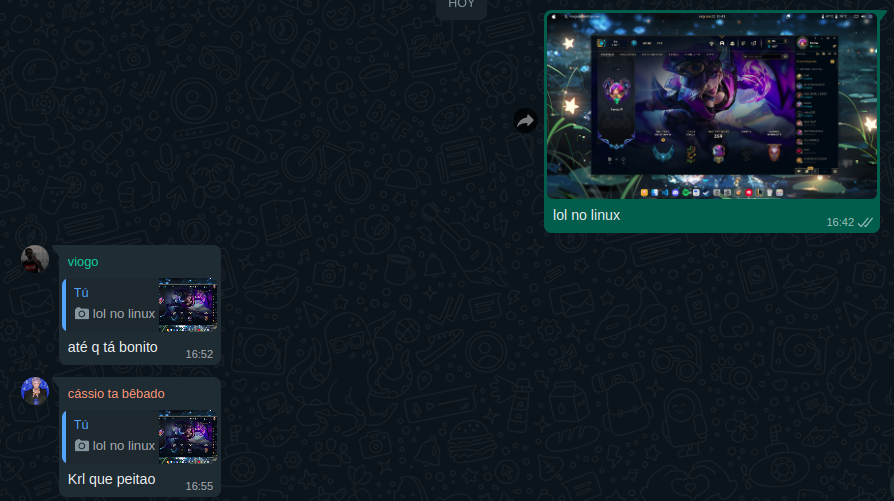 HOY
lol no linux
16:42
viogo
Tú
lol no linux
até q tá bonito
16:52
cássio ta bêbado
Tú
lol no linux
Krl que peitao
16:55